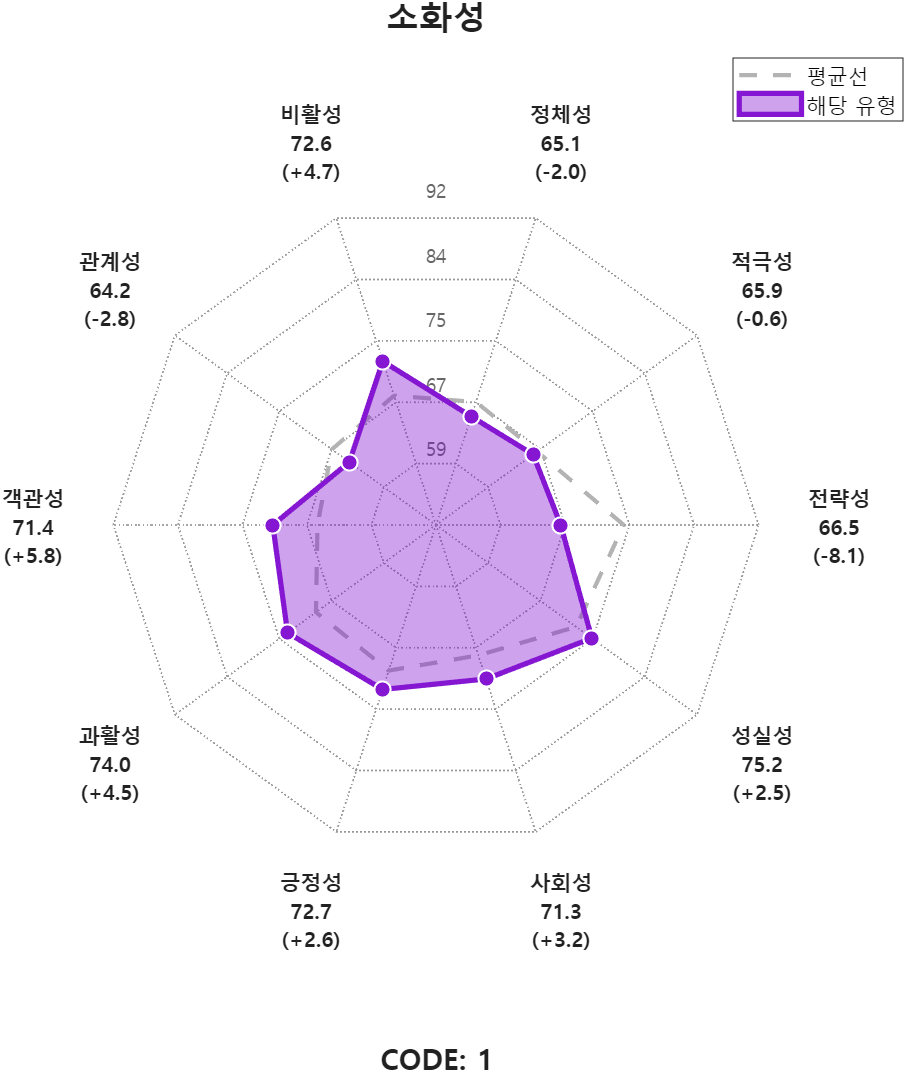 소화성
평균선
해당 유형
비활성
72.6
(+4.7)
정체성
65.1
(-2.0)
92
84
75
67
59
관계성
64.2
(-2.8)
적극성
65.9
(-0.6)
객관성
71.4
(+5.8)
전략성
66.5
(-8.1)
과활성
74.0
(+4.5)
성실성
75.2
(+2.5)
긍정성
72.7
(+2.6)
사회성
71.3
(+3.2)
CODE: 1